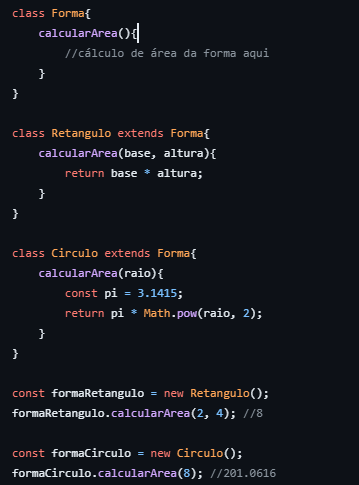 class Forma{
calcularArea(){
//cálculo de área da forma aqui
}
}
class Retangulo extends Forma{
calcularArea(base, altura){
return base * altura;
}
}
class Circulo extends Forma{
calcularArea(raio){
const pi = 3.1415;
return pi * Math.pow(raio, 2);
}
}
const formaRetangulo = new Retangulo();
formaRetangulo.calcularArea(2, 4); //8
const formaCirculo = new Circulo();
formaCirculo.calcularArea(8); //201.0616